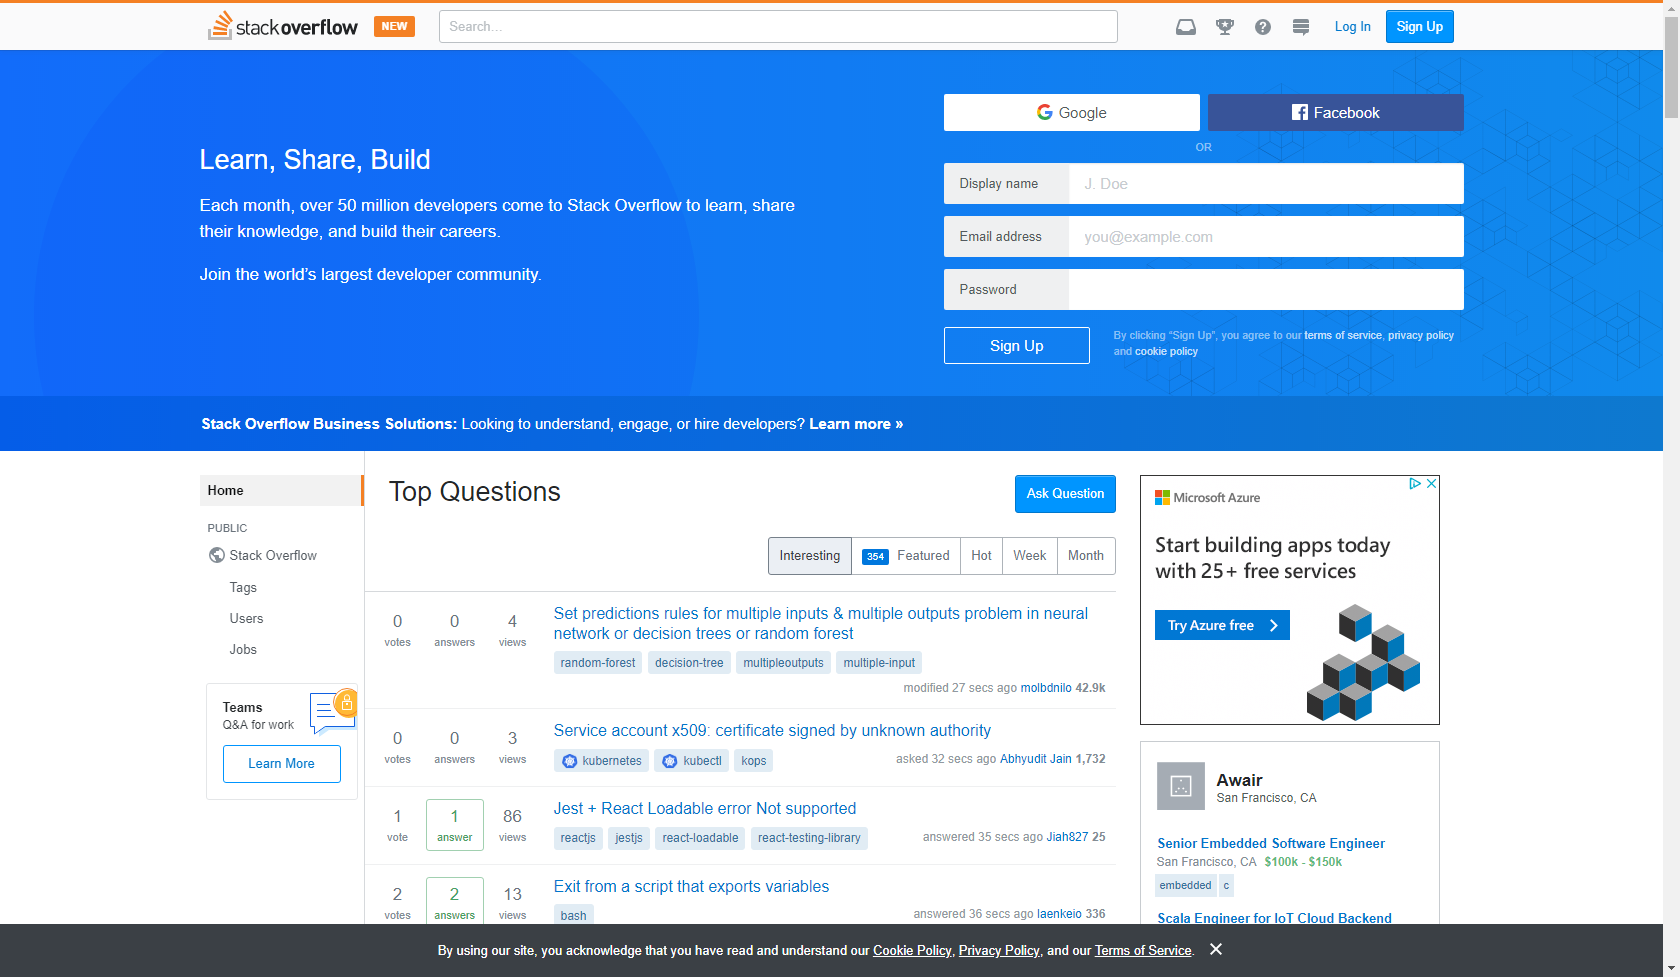 stackoverflow NEW Search... Log In Sign Up
Google Facebook
OR
Learn, Share, Build
Each month, over 50 million developers come to Stack Overflow to learn, share
their knowledge, and build their careers.
Join the world's largest developer community.
Display name J. Doe
Email address you@example.com
Password
Sign Up
By clicking “Sign Up”, you agree to our terms of service, privacy policy
and cookie policy
Stack Overflow Business Solutions: Looking to understand, engage, or hire developers? Learn more »
Home
PUBLIC
Stack Overflow
Tags
Users
Jobs
Teams
Q&A for work
Learn More
Top Questions
Ask Question
Interesting 354 Featured Hot Week Month
0 votes 0 answers 4 views
Set predictions rules for multiple inputs & multiple outputs problem in neural
network or decision trees or random forest
random-forest decision-tree multipleoutputs multiple-input
modified 27 secs ago molbdnilo 42.9k
0 votes 0 answers 3 views
Service account x509: certificate signed by unknown authority
kubernetes kubectl kops
asked 32 secs ago Abhyudit Jain 1,732
1 vote 1 answer 86 views
Jest + React Loadable error Not supported
reactjs jestjs react-loadable react-testing-library
answered 35 secs ago Jiah827 25
2 votes 2 answers 13 views
Exit from a script that exports variables
bash
answered 36 secs ago laenkeio 336
Microsoft Azure
Start building apps today
with 25+ free services
Try Azure free
Awair
San Francisco, CA
Senior Embedded Software Engineer
San Francisco, CA $100k - $150k
embedded c
Scala Engineer for IoT Cloud Backend
By using our site, you acknowledge that you have read and understand our Cookie Policy, Privacy Policy, and our Terms of Service.